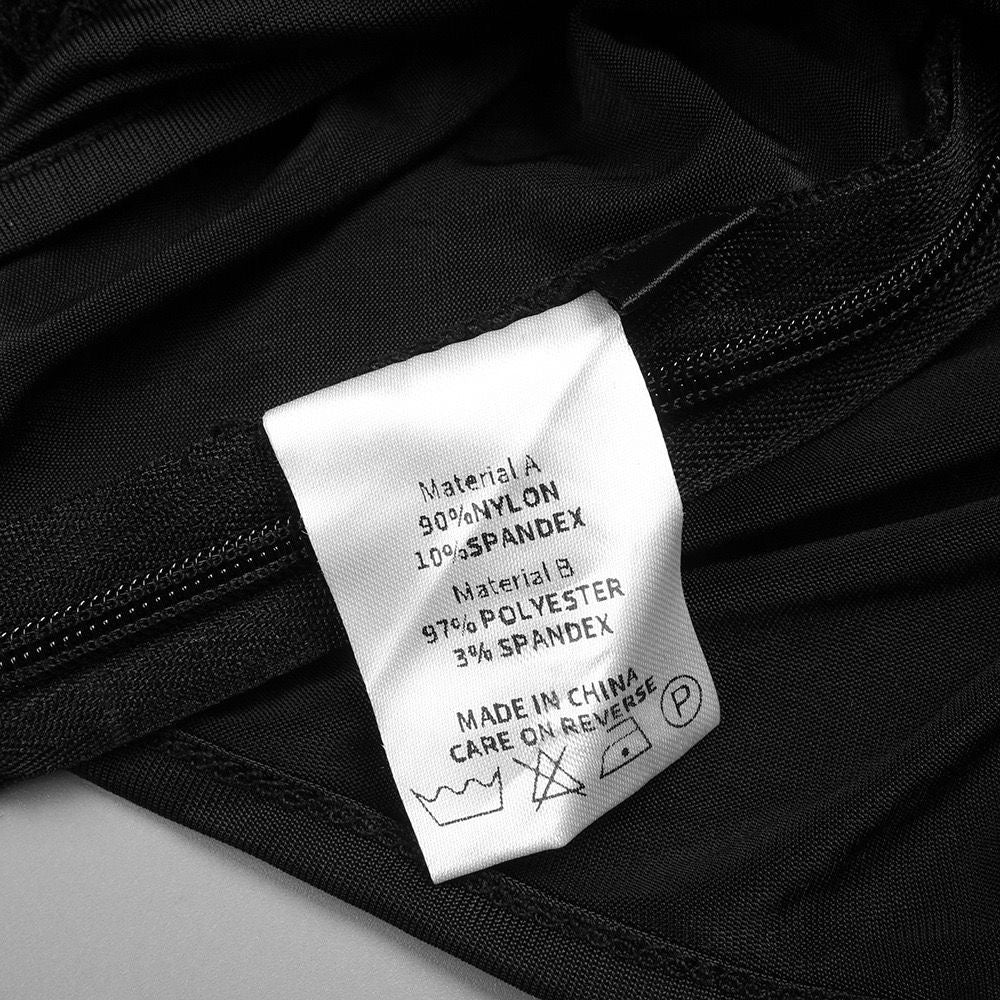 Material A
90%NYLON
10%SPANDEX
Material B
97%POLYESTER
3% SPANDEX
MADE IN CHINA
CARE ON REVERSE
P